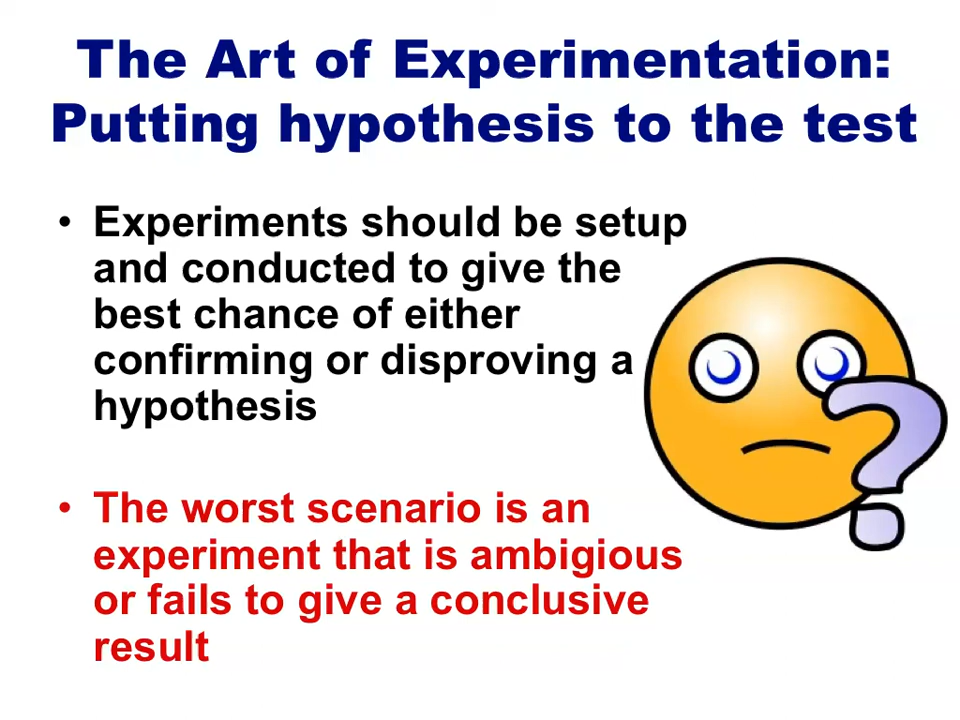 The Art of Experimentation:
Putting hypothesis to the test
• Experiments should be setup
and conducted to give the
best chance of either
confirming or disproving a
hypothesis
• The worst scenario is an
experiment that is ambigious
or fails to give a conclusive
result
?